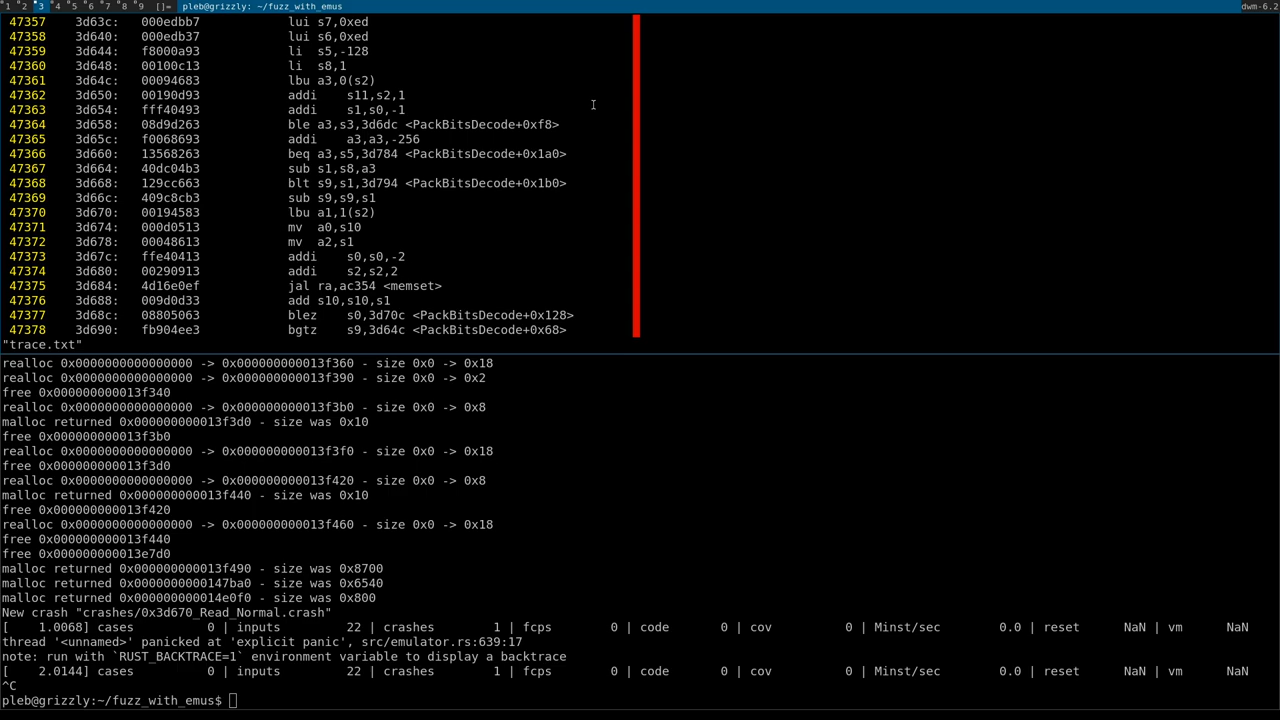 1 2 3 4 5 6 7 8 9 []= pleb@grizzly: ~/fuzz_with_emus dwm-6.2
47357 3d63c: 000edbb7 lui s7,0xed
47358 3d640: 000edb37 lui s6,0xed
47359 3d644: f8000a93 li s5,-128
47360 3d648: 00100c13 li s8,1
47361 3d64c: 00094683 lbu a3,0(s2)
47362 3d650: 00190d93 addi s11,s2,1
47363 3d654: fff40493 addi s1,s0,-1
47364 3d658: 08d9d263 ble a3,s3,3d6dc <PackBitsDecode+0xf8>
47365 3d65c: f0068693 addi a3,a3,-256
47366 3d660: 13568263 beq a3,s5,3d784 <PackBitsDecode+0x1a0>
47367 3d664: 40dc04b3 sub s1,s8,a3
47368 3d668: 129cc663 blt s9,s1,3d794 <PackBitsDecode+0x1b0>
47369 3d66c: 409c8cb3 sub s9,s9,s1
47370 3d670: 00194583 lbu a1,1(s2)
47371 3d674: 000d0513 mv a0,s10
47372 3d678: 00048613 mv a2,s1
47373 3d67c: ffe40413 addi s0,s0,-2
47374 3d680: 00290913 addi s2,s2,2
47375 3d684: 4d16e0ef jal ra,ac354 <memset>
47376 3d688: 009d0d33 add s10,s10,s1
47377 3d68c: 08805063 blez s0,3d70c <PackBitsDecode+0x128>
47378 3d690: fb904ee3 bgtz s9,3d64c <PackBitsDecode+0x68>
"trace.txt"
realloc 0x0000000000000000 -> 0x000000000013f360 - size 0x0 -> 0x18
realloc 0x0000000000000000 -> 0x000000000013f390 - size 0x0 -> 0x2
free 0x000000000013f340
realloc 0x0000000000000000 -> 0x000000000013f3b0 - size 0x0 -> 0x8
malloc returned 0x000000000013f3d0 - size was 0x10
free 0x000000000013f3b0
realloc 0x0000000000000000 -> 0x000000000013f3f0 - size 0x0 -> 0x18
free 0x000000000013f3d0
realloc 0x0000000000000000 -> 0x000000000013f420 - size 0x0 -> 0x8
malloc returned 0x000000000013f440 - size was 0x10
free 0x000000000013f420
realloc 0x0000000000000000 -> 0x000000000013f460 - size 0x0 -> 0x18
free 0x000000000013f440
free 0x000000000013e7d0
malloc returned 0x000000000013f490 - size was 0x8700
malloc returned 0x0000000000147ba0 - size was 0x6540
malloc returned 0x000000000014e0f0 - size was 0x800
New crash "crashes/0x3d670_Read_Normal.crash"
[ 1.0068] cases 0 | inputs 22 | crashes 1 | fcps 0 | code 0 | cov 0 | Minst/sec 0.0 | reset NaN | vm NaN
thread '<unnamed>' panicked at 'explicit panic', src/emulator.rs:639:17
note: run with `RUST_BACKTRACE=1` environment variable to display a backtrace
[ 2.0144] cases 0 | inputs 22 | crashes 1 | fcps 0 | code 0 | cov 0 | Minst/sec 0.0 | reset NaN | vm NaN
^C
pleb@grizzly:~/fuzz_with_emus$